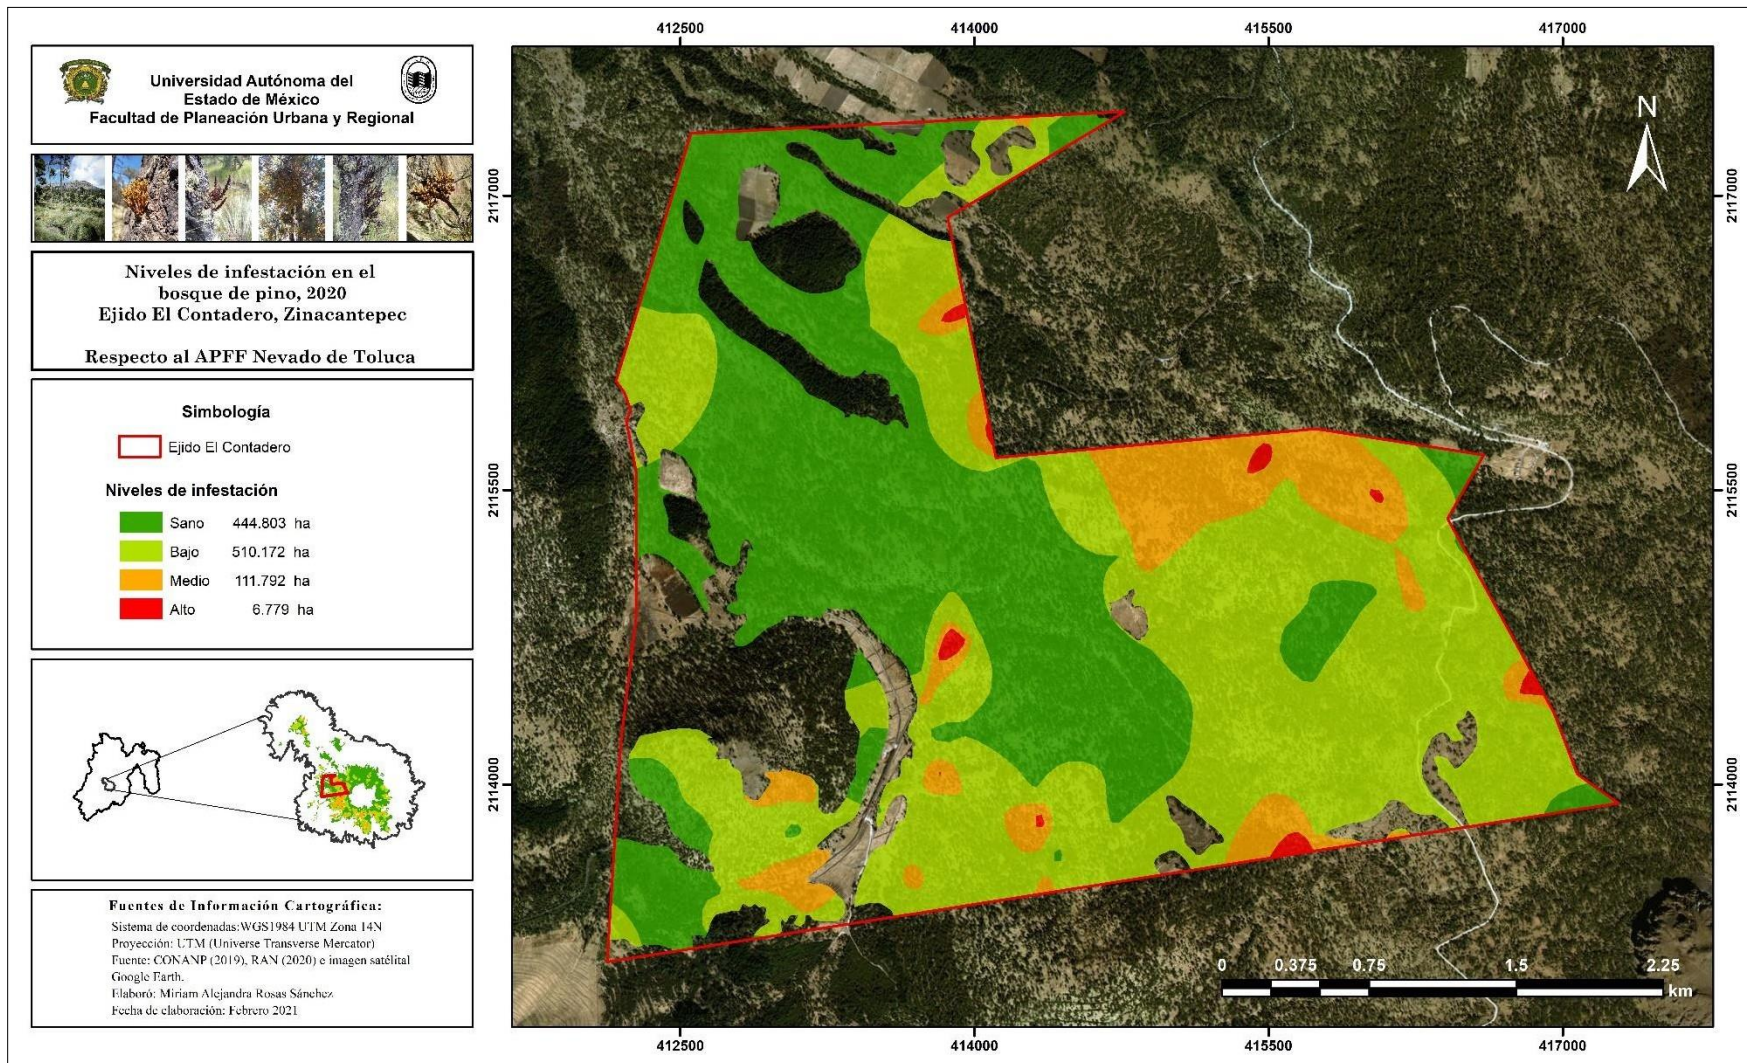 Universidad Autónoma del
Estado de México
Facultad de Planeación Urbana y Regional
Niveles de infestación en el
bosque de pino, 2020
Ejido El Contadero, Zinacantepec
Respecto al APFF Nevado de Toluca
Simbología
Ejido El Contadero
Niveles de infestación
Sano 444.803 ha
Bajo 510.172 ha
Medio 111.792 ha
Alto 6.779 ha
Fuentes de Información Cartográfica:
Sistema de coordenadas:WGS1984 UTM Zona 14N
Proyección: UTM (Universe Transverse Mercator)
Fuente: CONANP (2019), RAN (2020) e imagen satélital
Google Earth.
Elaboró: Miriam Alejandra Rosas Sánchez
Fecha de elaboración: Febrero 2021
412500 414000 415500 417000
2117000 2117000
2115500 2115500
2114000 2114000
N
0 0.375 0.75 1.5 2.25
km
412500 414000 415500 417000